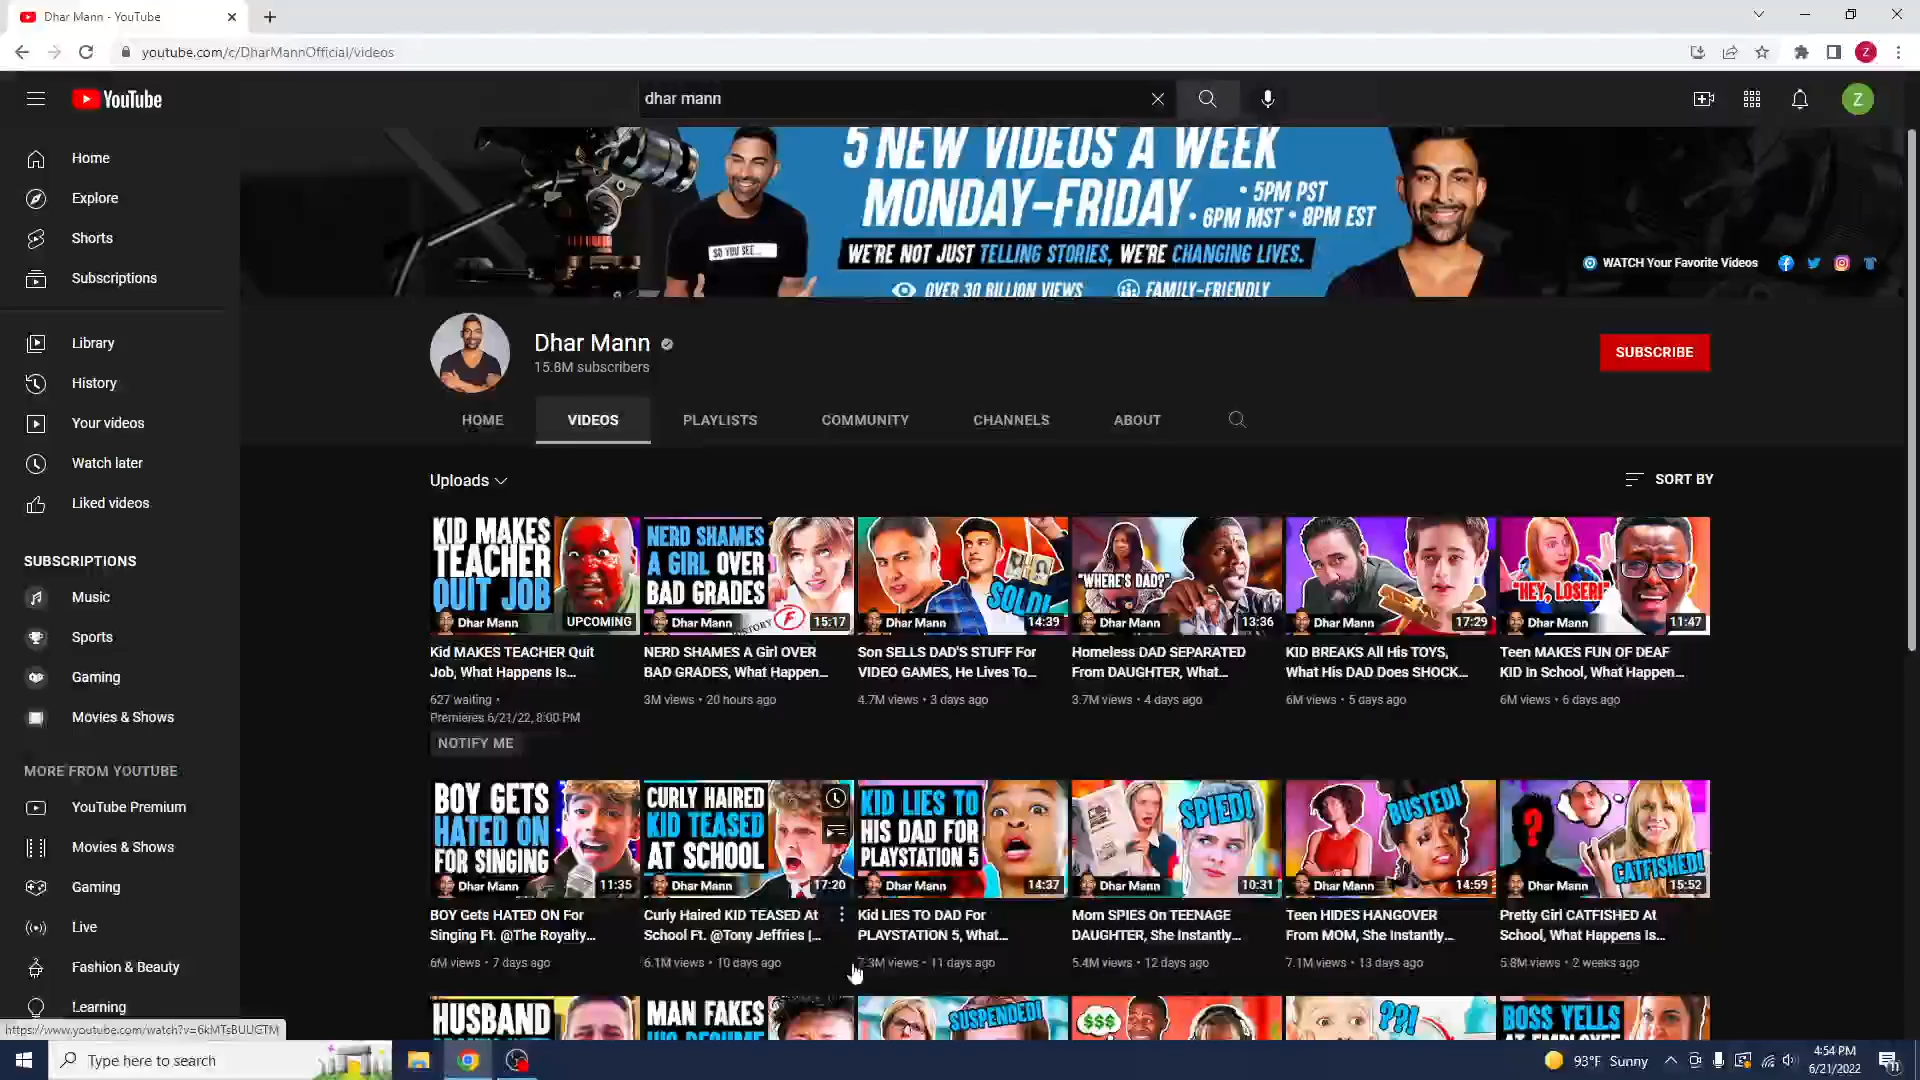 Dhar Mann - YouTube
youtube.com/c/DharMannOfficial/videos
Z
YouTube
dhar mann
Z
Home
Explore
Shorts
Subscriptions
Library
History
Your videos
Watch later
Liked videos
SUBSCRIPTIONS
Music
Sports
Gaming
Movies & Shows
MORE FROM YOUTUBE
YouTube Premium
Movies & Shows
Gaming
Live
Fashion & Beauty
Learning
5 NEW VIDEOS A WEEK
MONDAY-FRIDAY • 5PM PST
• 6PM MST • 8PM EST
WE'RE NOT JUST TELLING STORIES, WE'RE CHANGING LIVES.
OVER 30 BILLION VIEWS FAMILY-FRIENDLY
SO YOU SEE...
WATCH Your Favorite Videos
Dhar Mann
15.8M subscribers
SUBSCRIBE
HOME VIDEOS PLAYLISTS COMMUNITY CHANNELS ABOUT
Uploads
SORT BY
KID MAKES
TEACHER
QUIT JOB
Dhar Mann UPCOMING
Kid MAKES TEACHER Quit
Job, What Happens Is...
627 waiting •
Premieres 6/21/22, 8:00 PM
NOTIFY ME
NERD SHAMES
A GIRL OVER
BAD GRADES
F
STORY
Dhar Mann 15:17
NERD SHAMES A Girl OVER
BAD GRADES, What Happen...
3M views • 20 hours ago
SOLD!
Dhar Mann 14:39
Son SELLS DAD'S STUFF For
VIDEO GAMES, He Lives To...
4.7M views • 3 days ago
"WHERE'S DAD?"
Dhar Mann 13:36
Homeless DAD SEPARATED
From DAUGHTER, What...
3.7M views • 4 days ago
Dhar Mann 17:29
KID BREAKS All His TOYS,
What His DAD Does SHOCK...
6M views • 5 days ago
"HEY, LOSER!"
Dhar Mann 11:47
Teen MAKES FUN OF DEAF
KID In School, What Happen...
6M views • 6 days ago
BOY GETS
HATED ON
FOR SINGING
Dhar Mann 11:35
BOY Gets HATED ON For
Singing Ft. @The Royalty...
6M views • 7 days ago
CURLY HAIRED
KID TEASED
AT SCHOOL
Dhar Mann 17:20
Curly Haired KID TEASED At
School Ft. @Tony Jeffries |...
6.1M views • 10 days ago
KID LIES TO
HIS DAD FOR
PLAYSTATION 5
Dhar Mann 14:37
Kid LIES TO DAD For
PLAYSTATION 5, What...
7.3M views • 11 days ago
SPIED!
Dhar Mann 10:31
Mom SPIES On TEENAGE
DAUGHTER, She Instantly...
5.4M views • 12 days ago
BUSTED!
Dhar Mann 14:59
Teen HIDES HANGOVER
From MOM, She Instantly...
7.1M views • 13 days ago
?
CATFISHED!
Dhar Mann 15:52
Pretty Girl CATFISHED At
School, What Happens Is...
5.8M views • 2 weeks ago
HUSBAND
MAN FAKES
HIS RESUME
SUSPENDED!
$$$
??!
BOSS YELLS
AT EMPLOYEE
https://www.youtube.com/watch?v=6kMTsBUUGTM
Type here to search
93°F Sunny
4:54 PM
6/21/2022
11